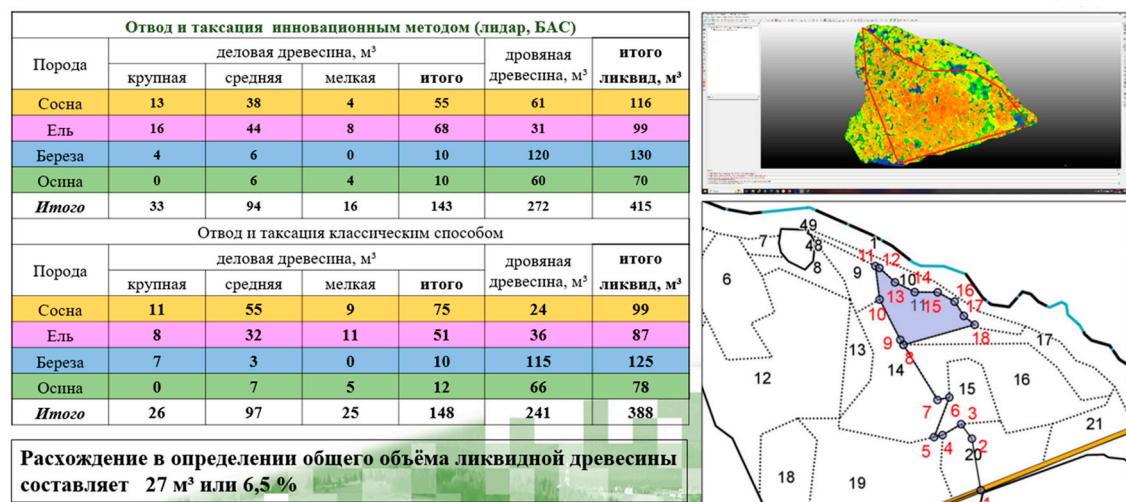 Отвод и таксация инновационным методом (лидар, БАС)
Порода деловая древесина, м³ дровяная древесина, м³ итого ликвид, м³
крупная средняя мелкая итого
Сосна 13 38 4 55 61 116
Ель 16 44 8 68 31 99
Береза 4 6 0 10 120 130
Осина 0 6 4 10 60 70
Итого 33 94 16 143 272 415
Отвод и таксация классическим способом
Порода деловая древесина, м³ дровяная древесина, м³ итого ликвид, м³
крупная средняя мелкая итого
Сосна 11 55 9 75 24 99
Ель 8 32 11 51 36 87
Береза 7 3 0 10 115 125
Осина 0 7 5 12 66 78
Итого 26 97 25 148 241 388
Расхождение в определении общего объёма ликвидной древесины
составляет 27 м³ или 6,5 %
49
7 48 1
6 8 9 11 12
10 14
13 11 15 16
10 17
9 18
8 13 17
12 14 15 16
7 6
3 21
5 4 2
20
18 19
1